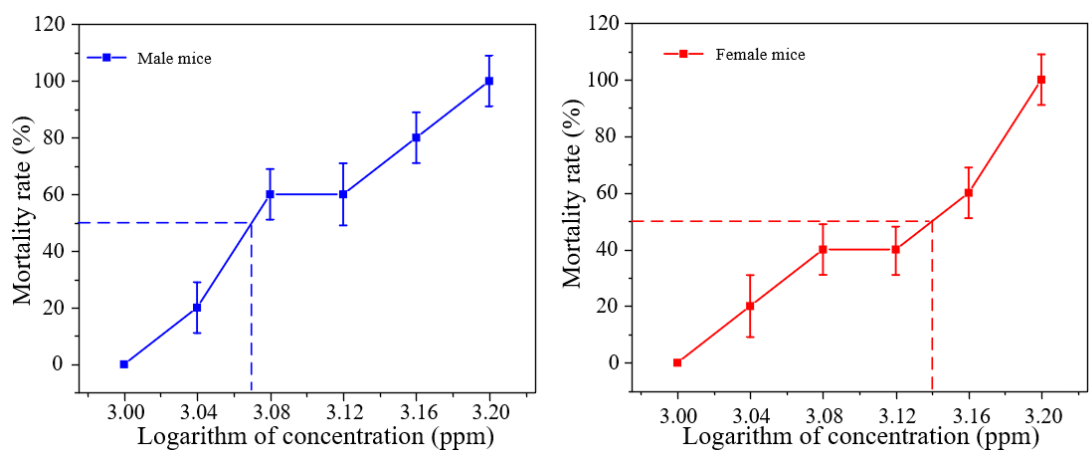 120
100
80
60
40
20
0
Mortality rate (%)
Male mice
3.00 3.04 3.08 3.12 3.16 3.20
Logarithm of concentration (ppm)
120
100
80
60
40
20
0
Mortality rate (%)
Female mice
3.00 3.04 3.08 3.12 3.16 3.20
Logarithm of concentration (ppm)